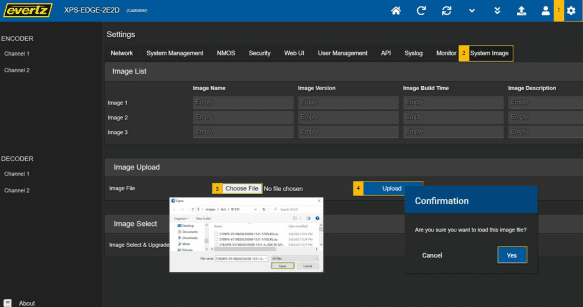 evertz XPS-EDGE-2E2D (Customer) 1
ENCODER
Channel 1
Channel 2
DECODER
Channel 1
Channel 2
About
Settings
Network System Management NMOS Security Web UI User Management API Syslog Monitor 2 System Image
Image List
Image Name Image Version Image Build Time Image Description
Image 1 Empty Empty Empty Empty
Image 2 Empty Empty Empty Empty
Image 3 Empty Empty Empty Empty
Image Upload
Image File 3 Choose File No file chosen 4 Upload
Image Select
Image Select & Upgrade
Open
Organize New folder
Name
Desktop
Documents
Downloads
Music
File name: All files
Open Cancel
Confirmation
Are you sure you want to load this image file?
Cancel Yes